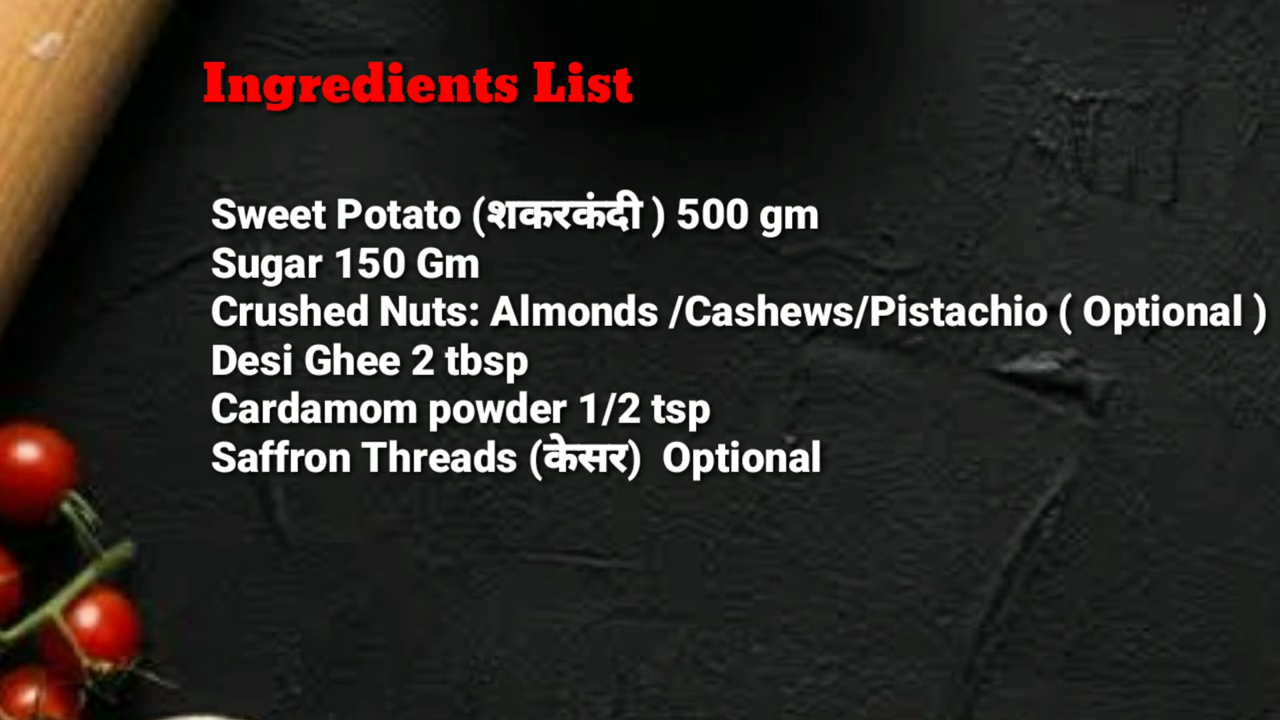 Ingredients List
Sweet Potato (शकरकंदी ) 500 gm
Sugar 150 Gm
Crushed Nuts: Almonds /Cashews/Pistachio ( Optional )
Desi Ghee 2 tbsp
Cardamom powder 1/2 tsp
Saffron Threads (केसर)  Optional